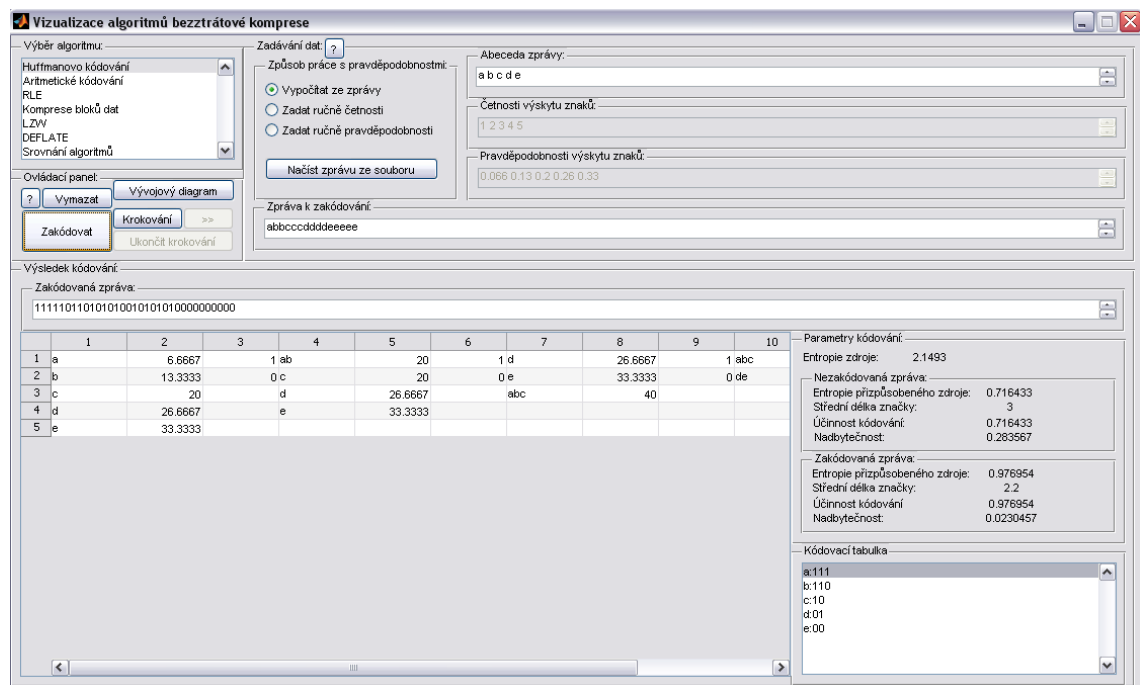 Vizualizace algoritmů bezztrátové komprese
Výběr algoritmu:
Huffmanovo kódování
Aritmetické kódování
RLE
Komprese bloků dat
LZW
DEFLATE
Srovnání algoritmů
Ovládací panel:
? Vymazat Vývojový diagram
Zakódovat Krokování >>
Ukončit krokování
Zadávání dat: ?
Způsob práce s pravděpodobnostmi:
Vypočítat ze zprávy
Zadat ručně četnosti
Zadat ručně pravděpodobnosti
Načíst zprávu ze souboru
Abeceda zprávy:
a b c d e
Četnosti výskytu znaků:
1 2 3 4 5
Pravděpodobnosti výskytu znaků:
0.066 0.13 0.2 0.26 0.33
Zpráva k zakódování:
abbcccddddeeeee
Výsledek kódování:
Zakódovaná zpráva:
111110110101010010101010000000000
1 2 3 4 5 6 7 8 9 10
1 a 6.6667 1 ab 20 1 d 26.6667 1 abc
2 b 13.3333 0 c 20 0 e 33.3333 0 de
3 c 20 d 26.6667 abc 40
4 d 26.6667 e 33.3333
5 e 33.3333
Parametry kódování:
Entropie zdroje: 2.1493
Nezakódovaná zpráva:
Entropie přizpůsobeného zdroje: 0.716433
Střední délka značky: 3
Účinnost kódování: 0.716433
Nadbytečnost: 0.283567
Zakódovaná zpráva:
Entropie přizpůsobeného zdroje: 0.976954
Střední délka značky: 2.2
Účinnost kódování 0.976954
Nadbytečnost: 0.0230457
Kódovací tabulka
a:111
b:110
c:10
d:01
e:00